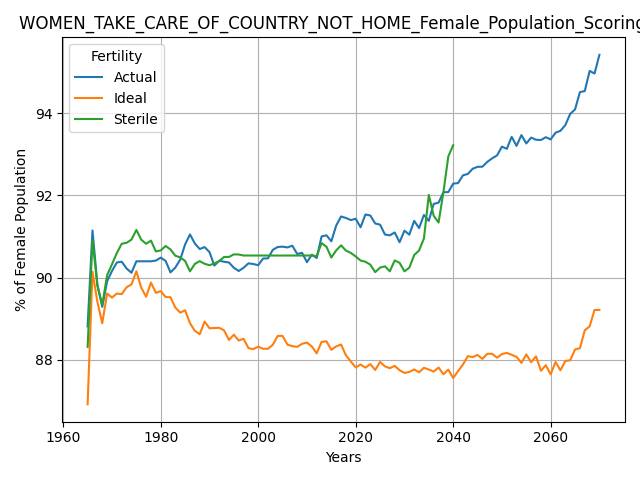 WOMEN_TAKE_CARE_OF_COUNTRY_NOT_HOME_Female_Population_Scoring
Fertility
Actual
Ideal
Sterile
% of Female Population
94
92
90
88
1960 1980 2000 2020 2040 2060
Years